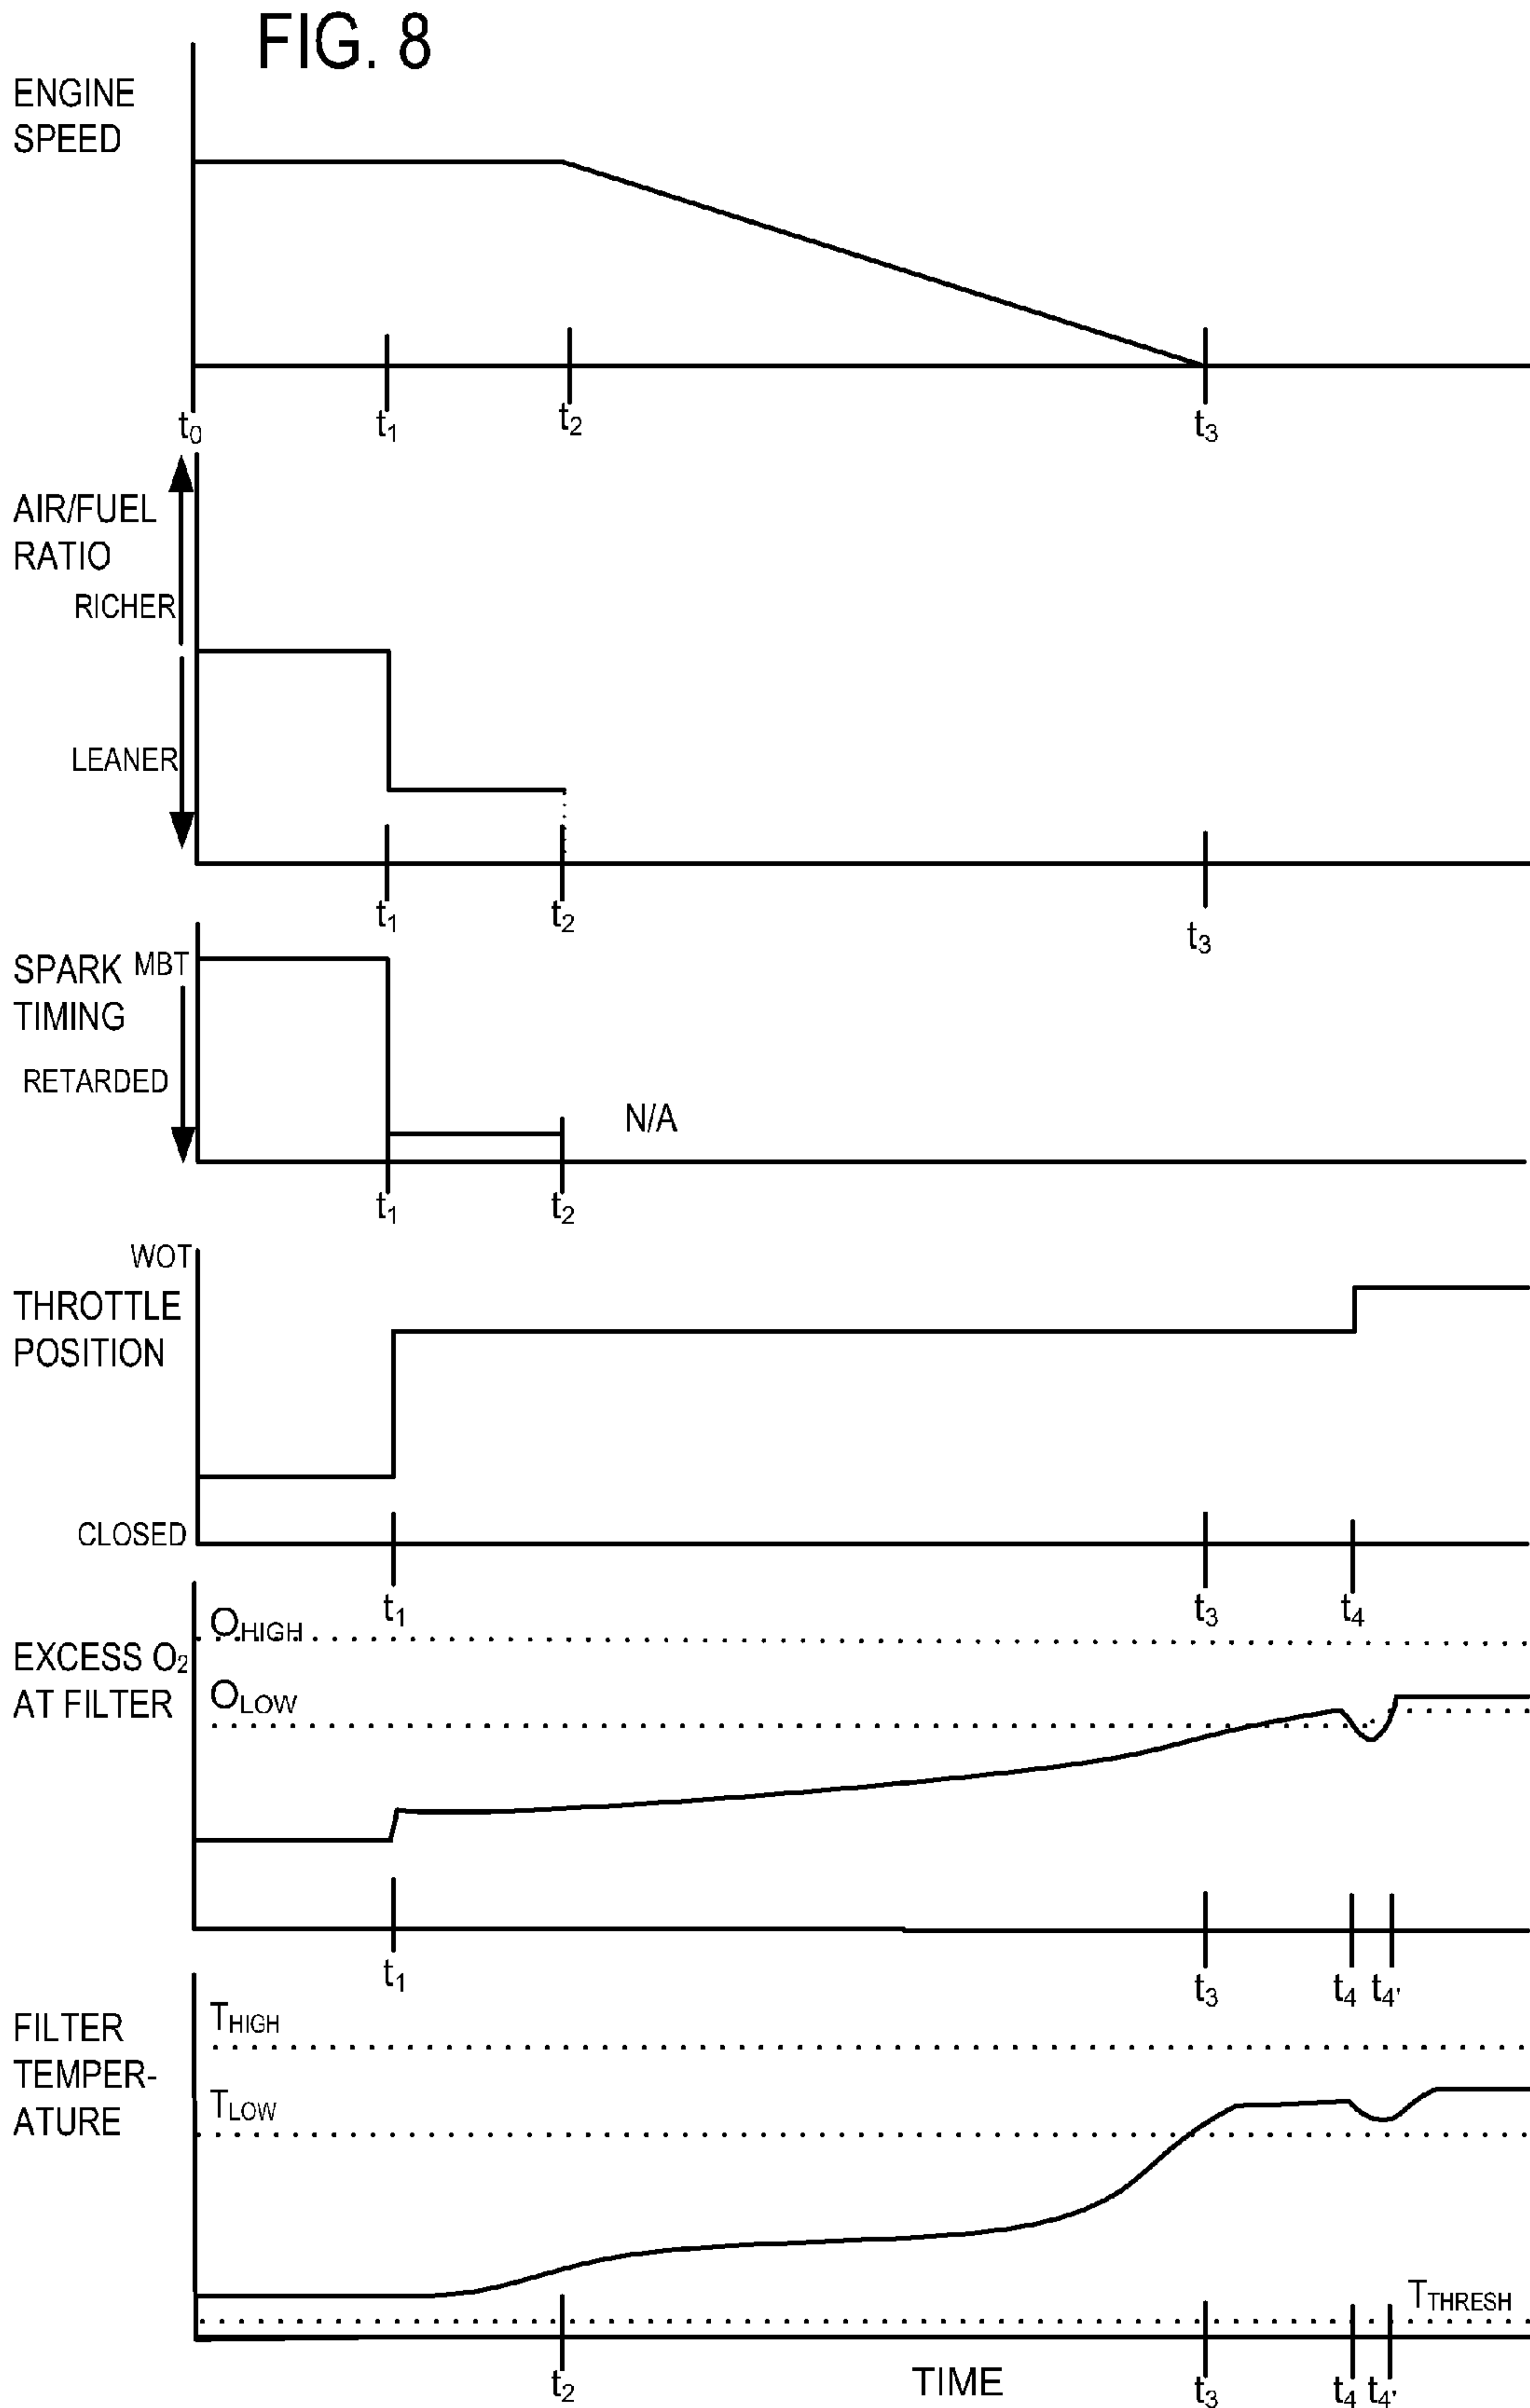 FIG. 8
ENGINE
SPEED
t0
t1
t2
t3
AIR/FUEL
RATIO
RICHER
LEANER
t1
t2
t3
SPARK
TIMING
MBT
RETARDED
N/A
t1
t2
WOT
THROTTLE
POSITION
CLOSED
t1
t3
t4
OHIGH
EXCESS O2
AT FILTER
OLOW
t1
t3
t4
t4'
THIGH
FILTER
TEMPER-
ATURE
TLOW
TTHRESH
t2
TIME
t3
t4
t4'